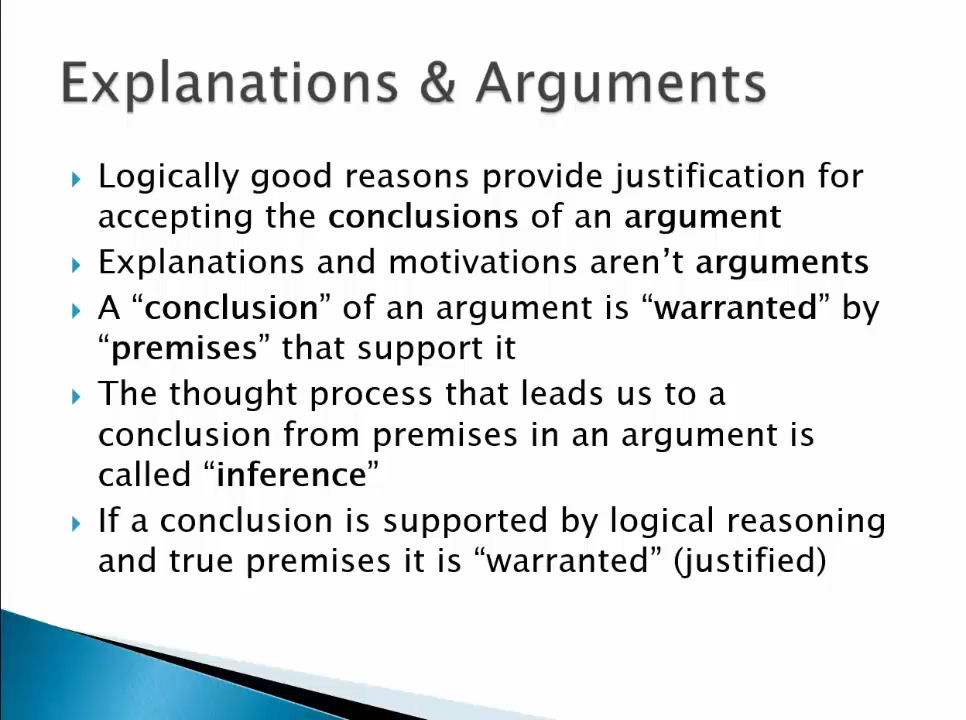 Explanations & Arguments
Logically good reasons provide justification for
accepting the conclusions of an argument
Explanations and motivations aren’t arguments
A “conclusion” of an argument is “warranted” by
“premises” that support it
The thought process that leads us to a
conclusion from premises in an argument is
called “inference”
If a conclusion is supported by logical reasoning
and true premises it is “warranted” (justified)